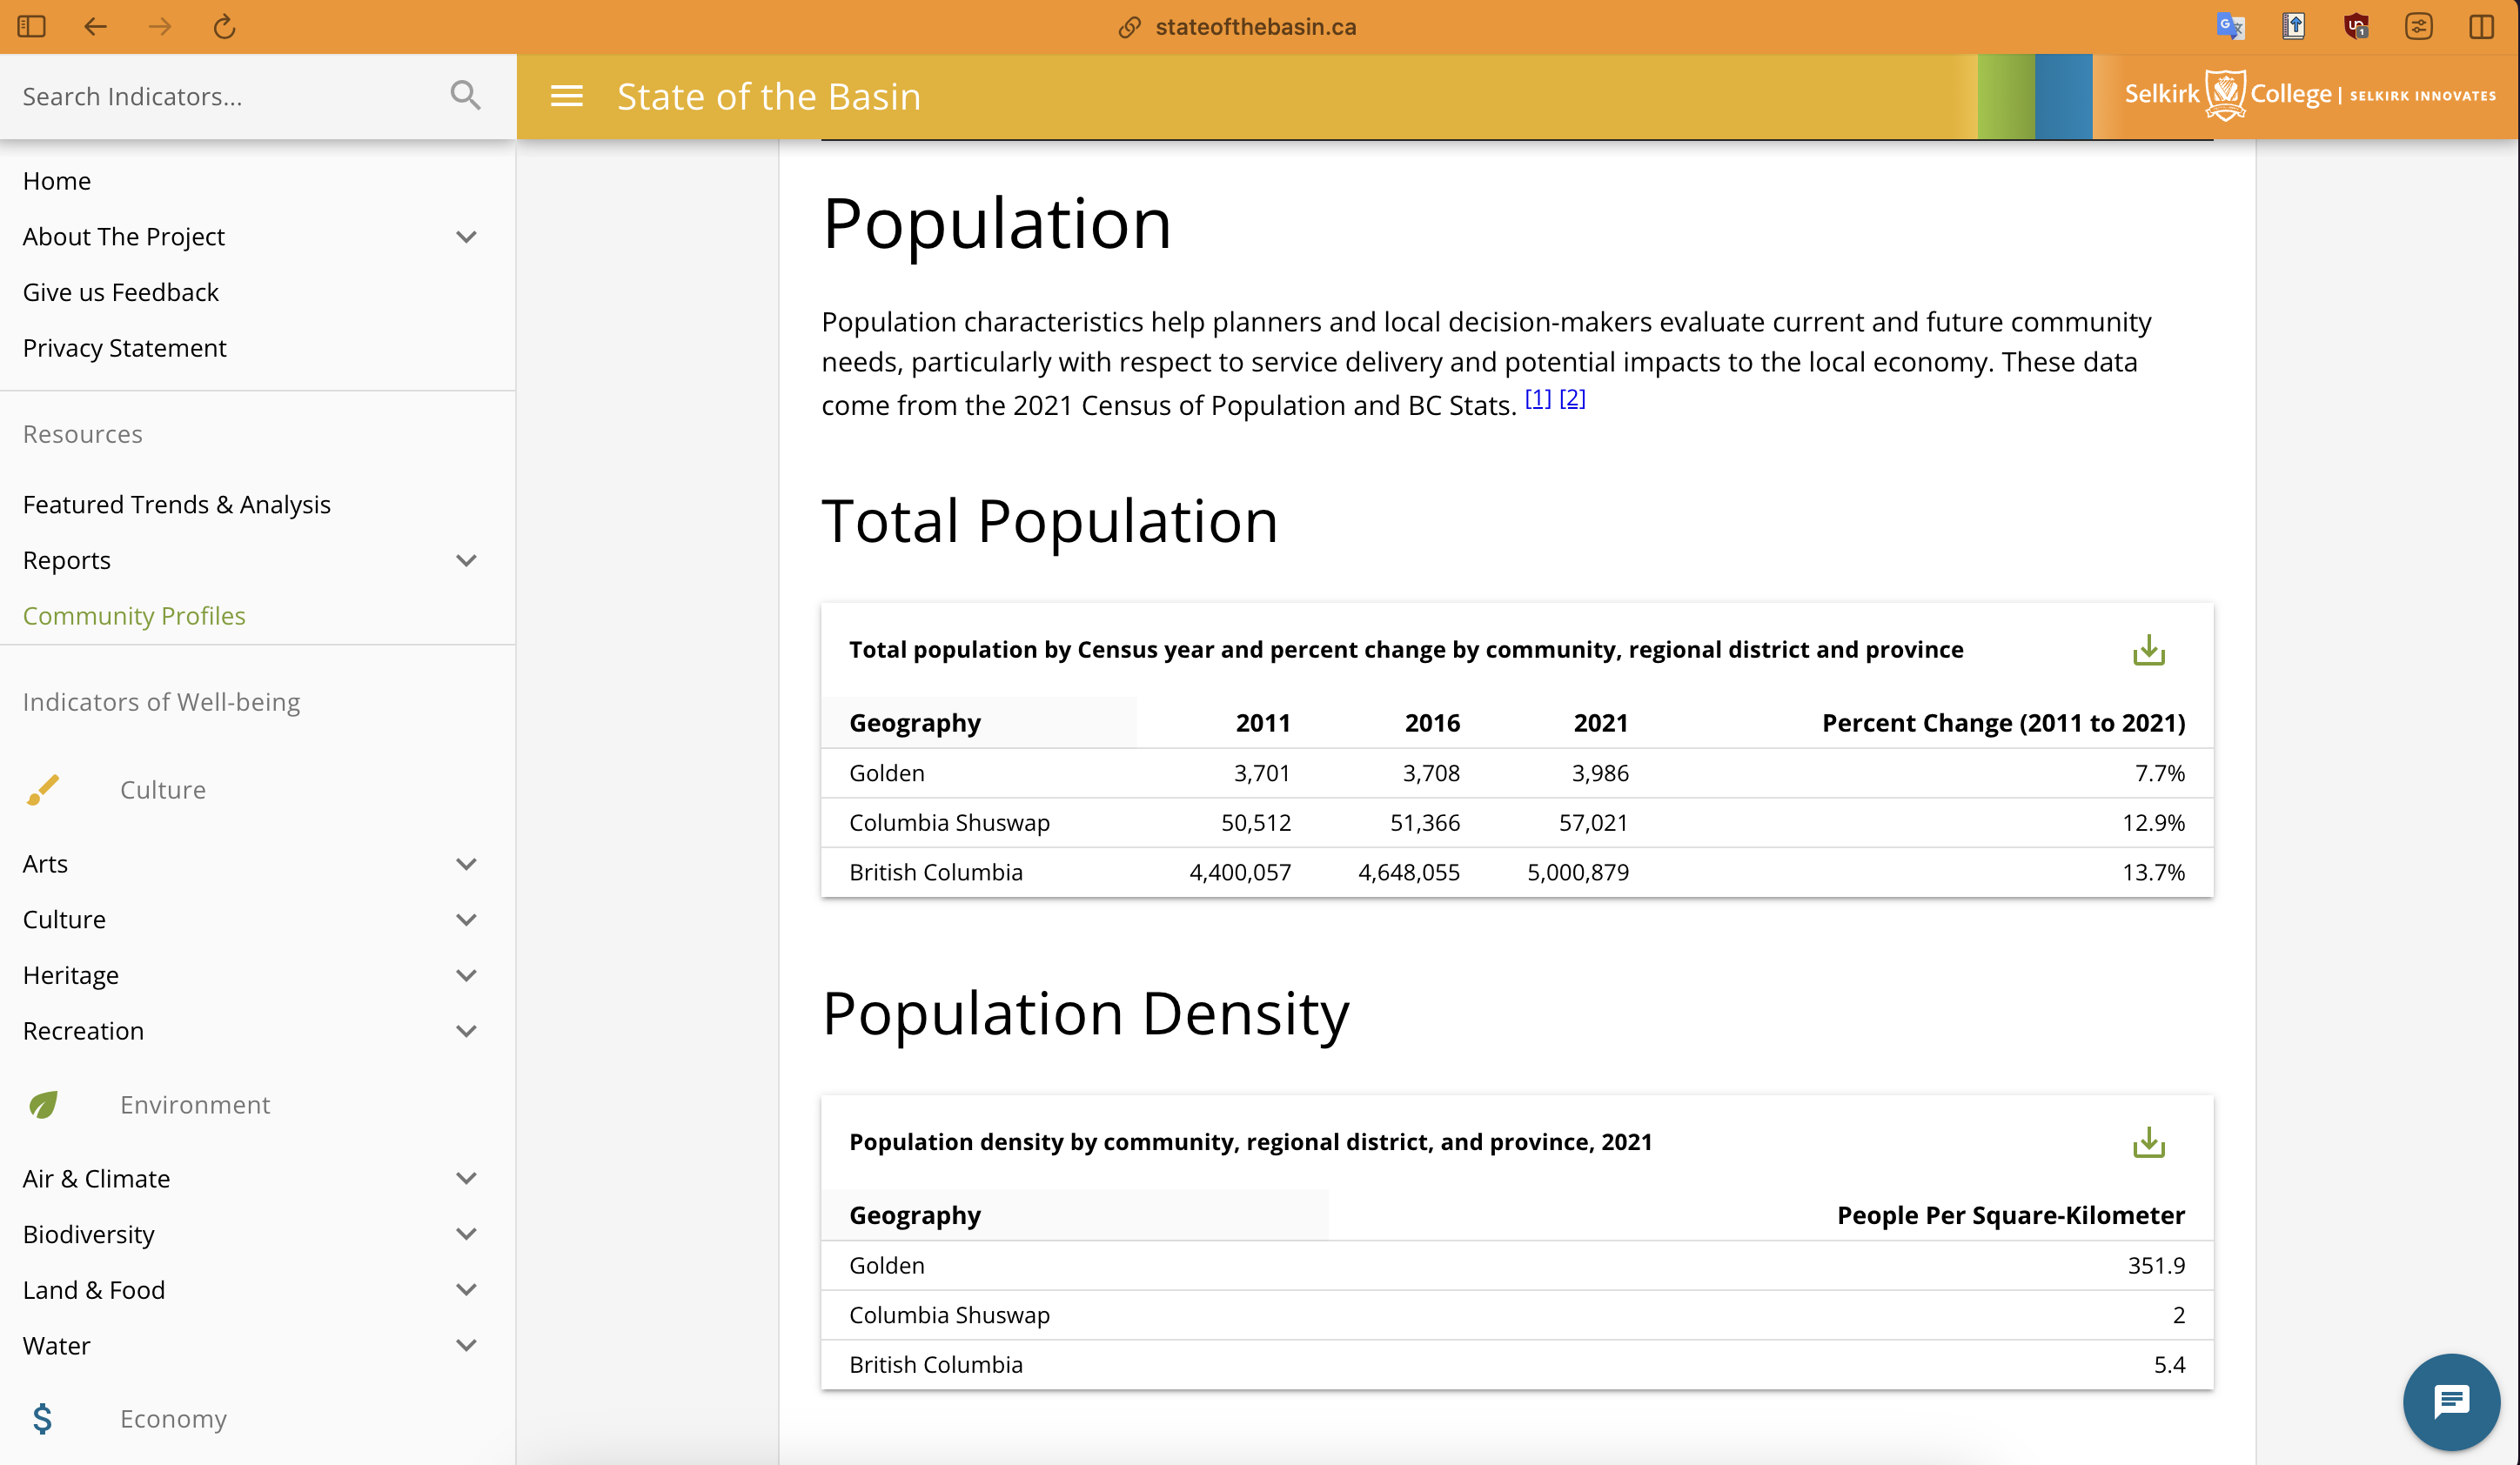 stateofthebasin.ca
Search Indicators...
State of the Basin
Selkirk College | SELKIRK INNOVATES
Home
About The Project
Give us Feedback
Privacy Statement
Resources
Featured Trends & Analysis
Reports
Community Profiles
Indicators of Well-being
Culture
Arts
Culture
Heritage
Recreation
Environment
Air & Climate
Biodiversity
Land & Food
Water
Economy
Population
Population characteristics help planners and local decision-makers evaluate current and future community
needs, particularly with respect to service delivery and potential impacts to the local economy. These data
come from the 2021 Census of Population and BC Stats. [1] [2]
Total Population
Total population by Census year and percent change by community, regional district and province
Geography 2011 2016 2021 Percent Change (2011 to 2021)
Golden 3,701 3,708 3,986 7.7%
Columbia Shuswap 50,512 51,366 57,021 12.9%
British Columbia 4,400,057 4,648,055 5,000,879 13.7%
Population Density
Population density by community, regional district, and province, 2021
Geography People Per Square-Kilometer
Golden 351.9
Columbia Shuswap 2
British Columbia 5.4